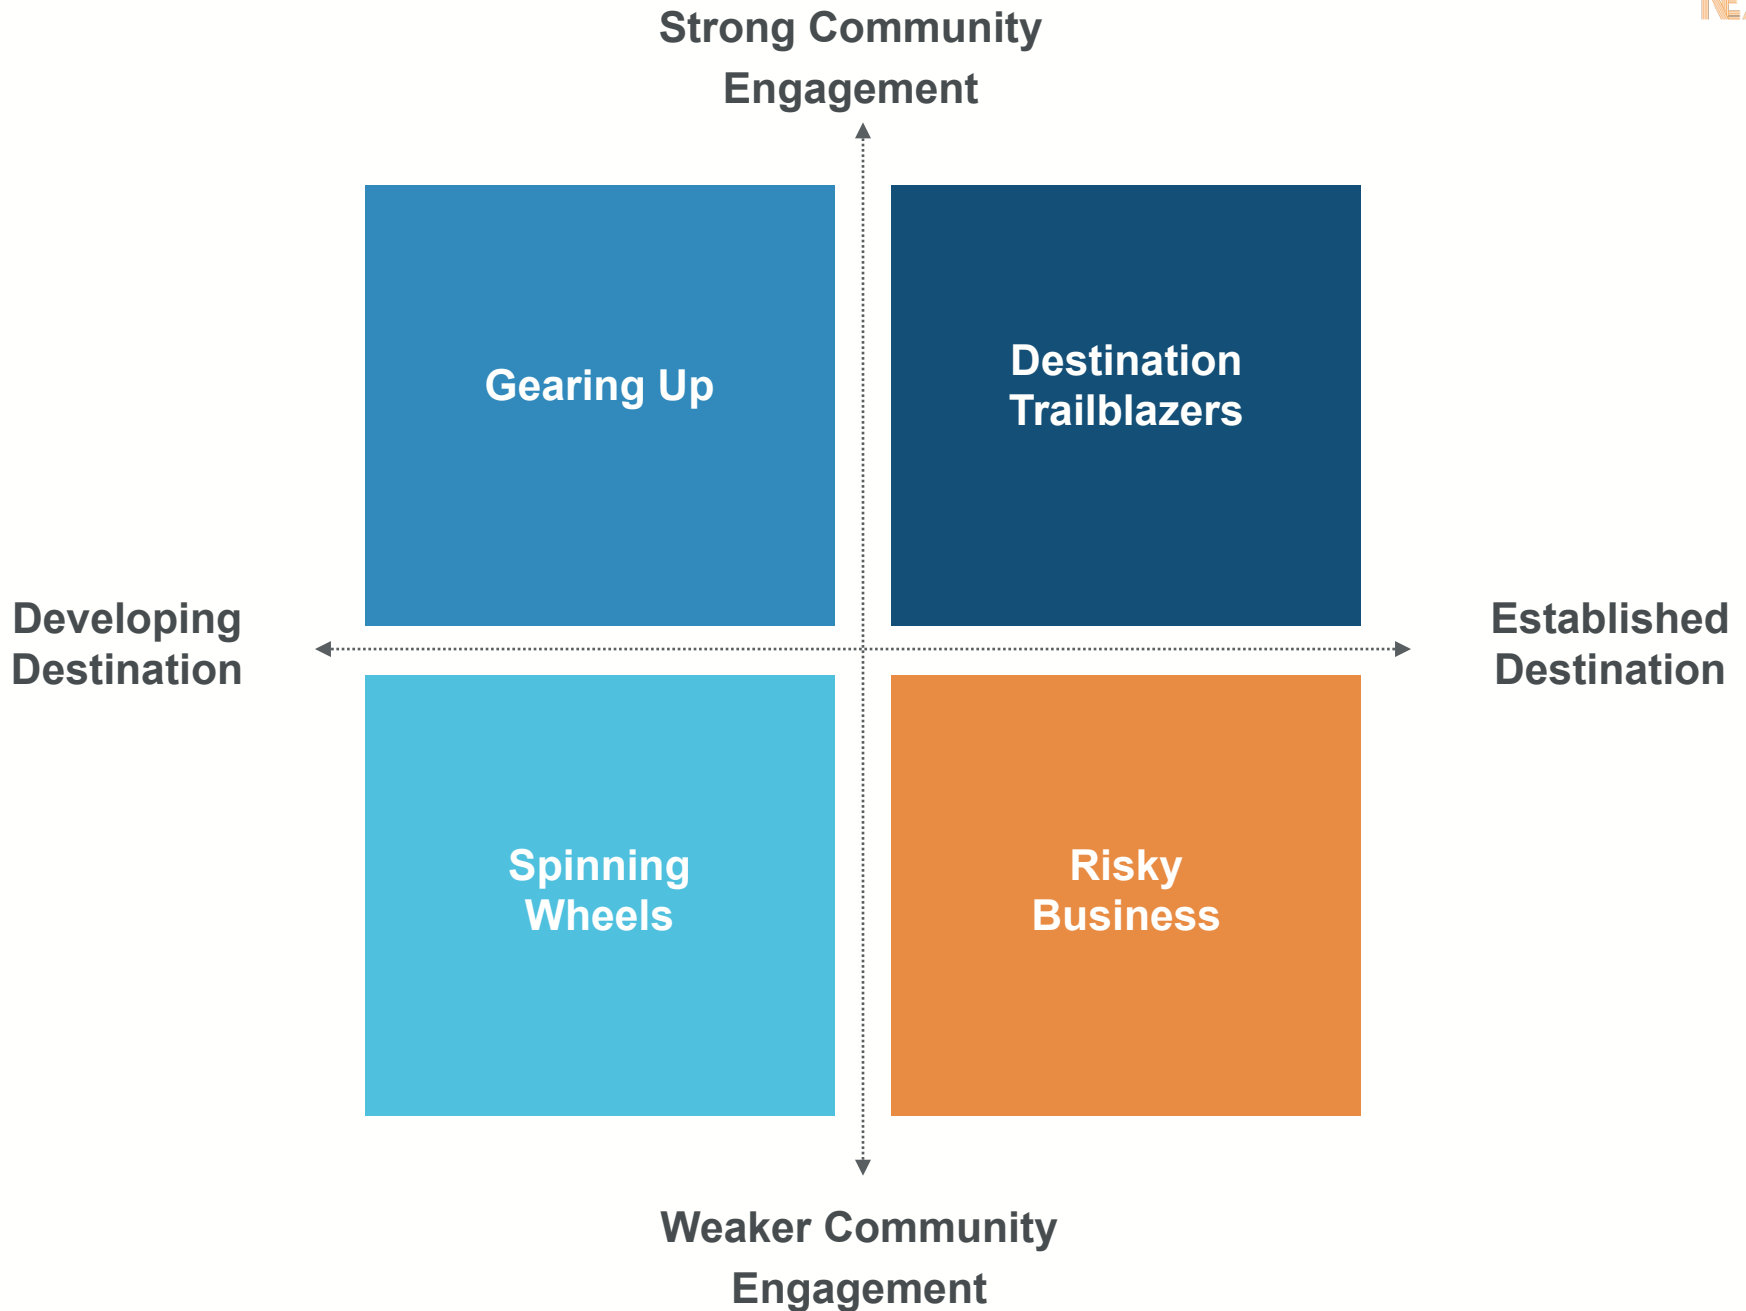 Strong Community
Engagement
Gearing Up
Destination
Trailblazers
Developing
Destination
Established
Destination
Spinning
Wheels
Risky
Business
Weaker Community
Engagement